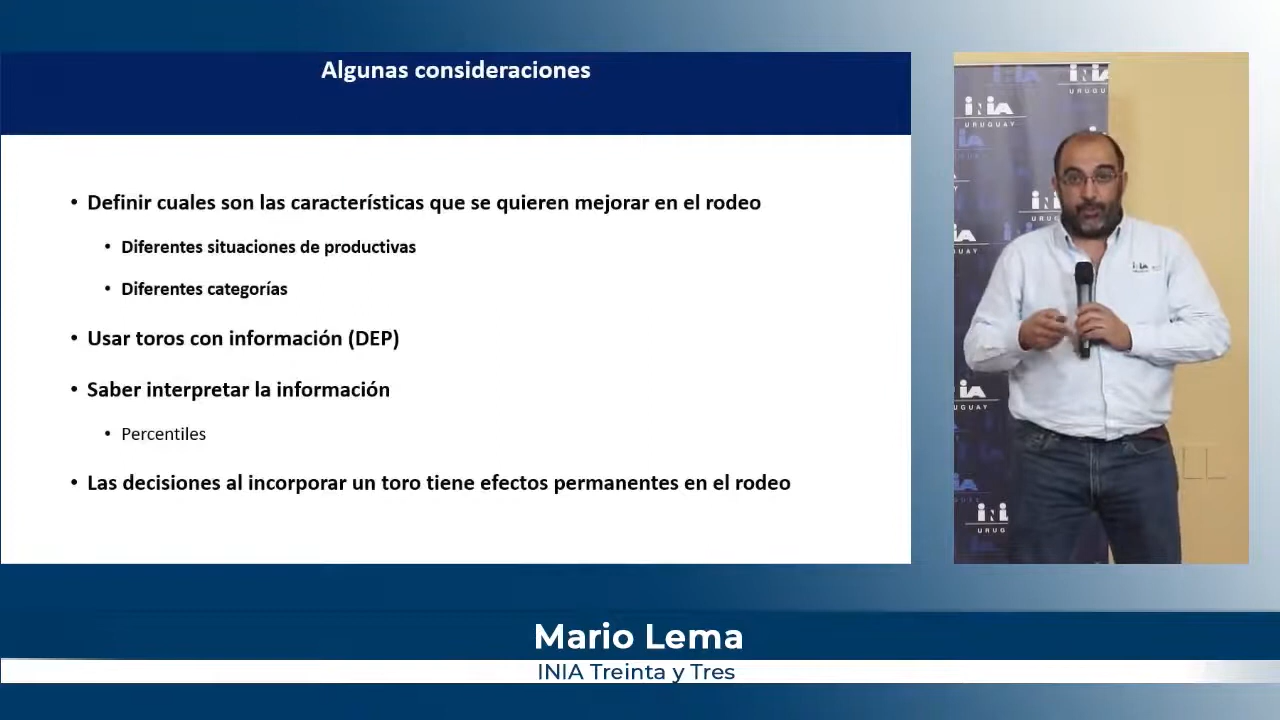 Algunas consideraciones
• Definir cuales son las características que se quieren mejorar en el rodeo
• Diferentes situaciones de productivas
• Diferentes categorías
• Usar toros con información (DEP)
• Saber interpretar la información
• Percentiles
• Las decisiones al incorporar un toro tiene efectos permanentes en el rodeo
INIA
URUGUAY
Mario Lema
INIA Treinta y Tres